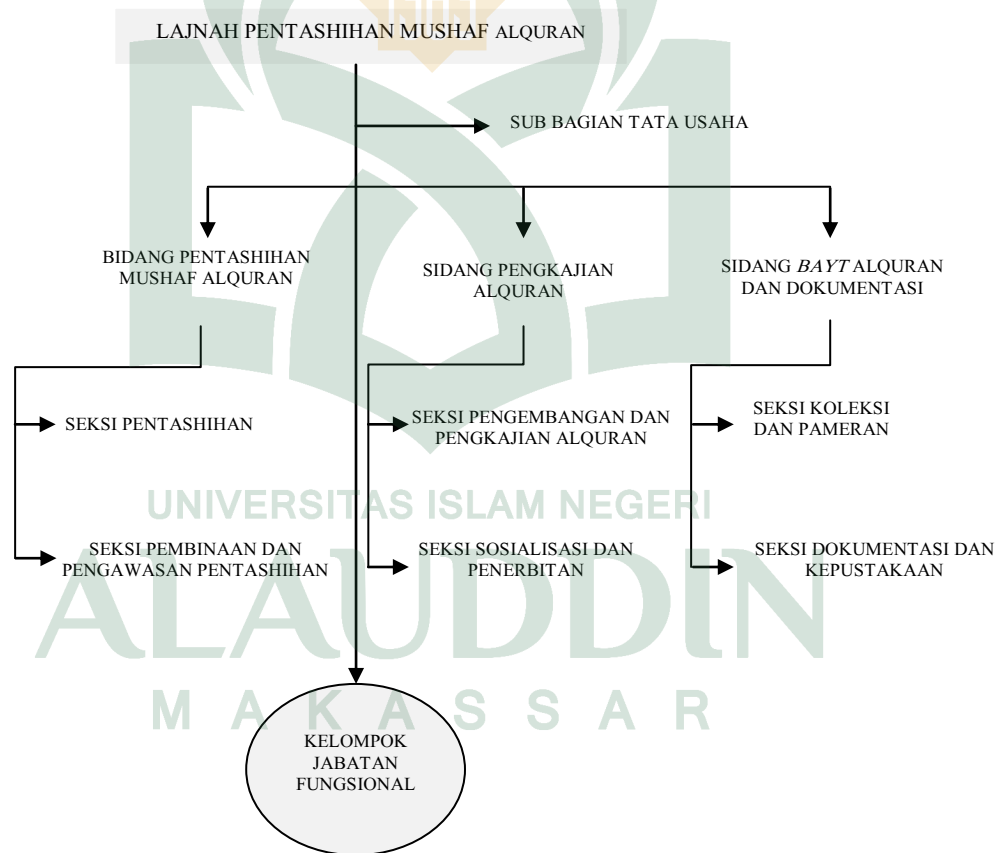 LAJNAH PENTASHIHAN MUSHAF ALQURAN
SUB BAGIAN TATA USAHA
BIDANG PENTASHIHAN
MUSHAF ALQURAN
SIDANG PENGKAJIAN
ALQURAN
SIDANG BAYT ALQURAN
DAN DOKUMENTASI
SEKSI PENTASHIHAN
SEKSI PENGEMBANGAN DAN
PENGKAJIAN ALQURAN
SEKSI KOLEKSI
DAN PAMERAN
UNIVERSITAS ISLAM NEGERI
SEKSI PEMBINAAN DAN
PENGAWASAN PENTASHIHAN
SEKSI SOSIALISASI DAN
PENERBITAN
SEKSI DOKUMENTASI DAN
KEPUSTAKAAN
ALAUDDIN
MAKASSAR
KELOMPOK
JABATAN
FUNGSIONAL